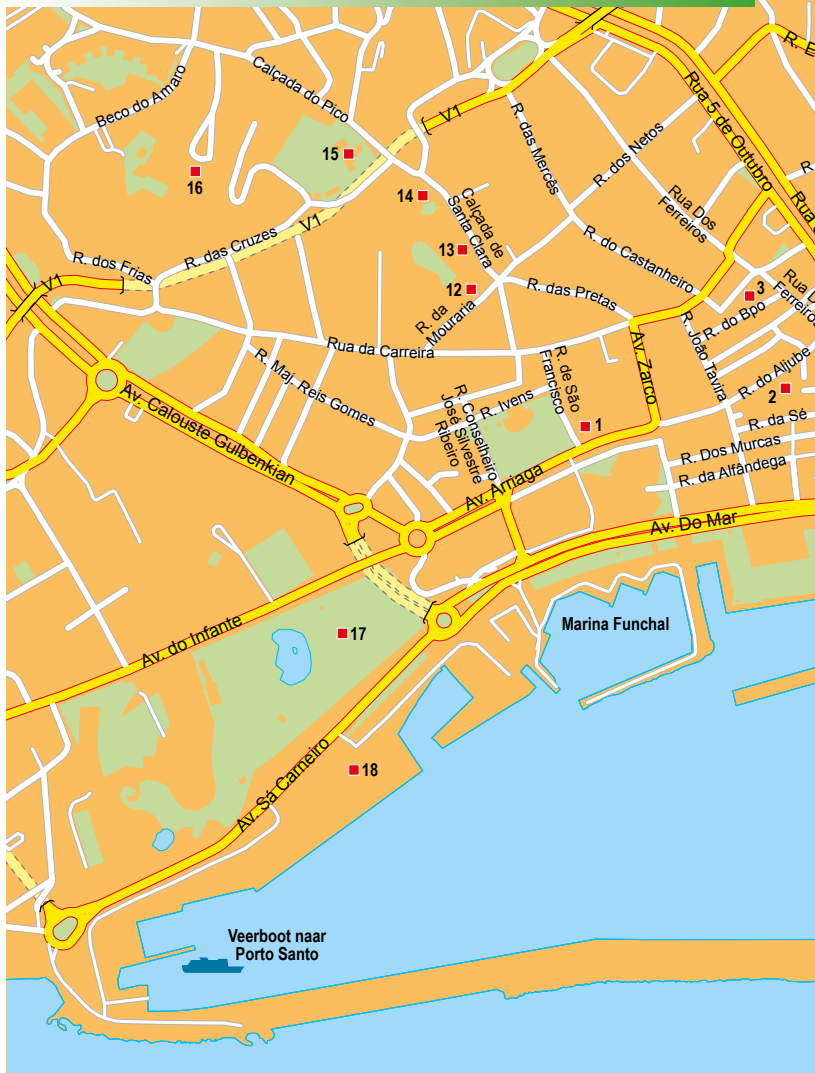 R. E
Beco do Amaro
Calçada do Pico
V1
Rua 5 de Outubro
R. das Mercês
R. dos Netos
15
16
14
Calçada de
Santa Clara
Rua Dos
Ferreiros
Rua
R.
V1
R. das Cruzes
V1
R. dos Frias
13
12
R. da
Mouraria
R. do Castanheiro
R. das Pretas
3
Rua D
Ferreiros
R. do Bpo
R. João Tavira
Rua da Carreira
R. Maj. Reis Gomes
Av. Zarco
R. de São
Francisco
R. Ivens
R. Conselheiro
José Silvestre
Ribeiro
1
2
R. do Aljube
R. da Sé
R. Dos Murcas
R. da Alfândega
Av. Calouste Gulbenkian
Av. Arriaga
Av. Do Mar
Marina Funchal
17
Av. do Infante
18
Av. Sá Carneiro
Veerboot naar
Porto Santo